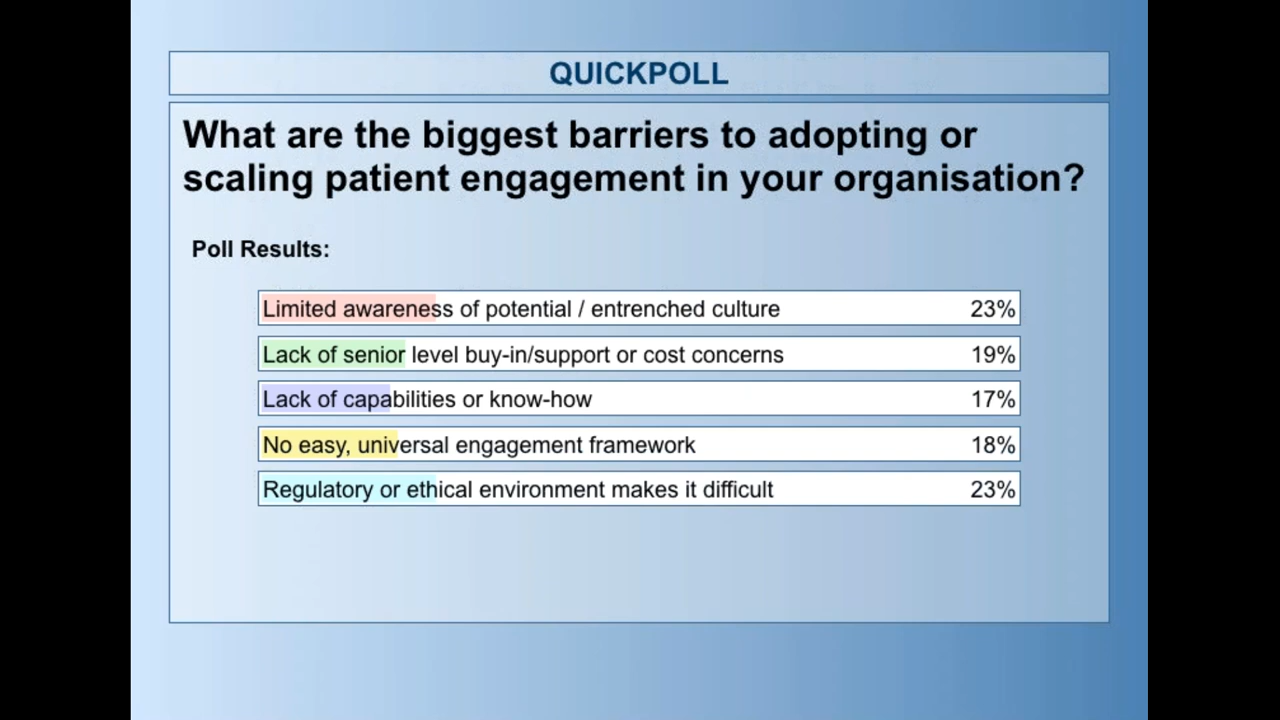 QUICKPOLL
What are the biggest barriers to adopting or
scaling patient engagement in your organisation?
Poll Results:
Limited awareness of potential / entrenched culture 23%
Lack of senior level buy-in/support or cost concerns 19%
Lack of capabilities or know-how 17%
No easy, universal engagement framework 18%
Regulatory or ethical environment makes it difficult 23%